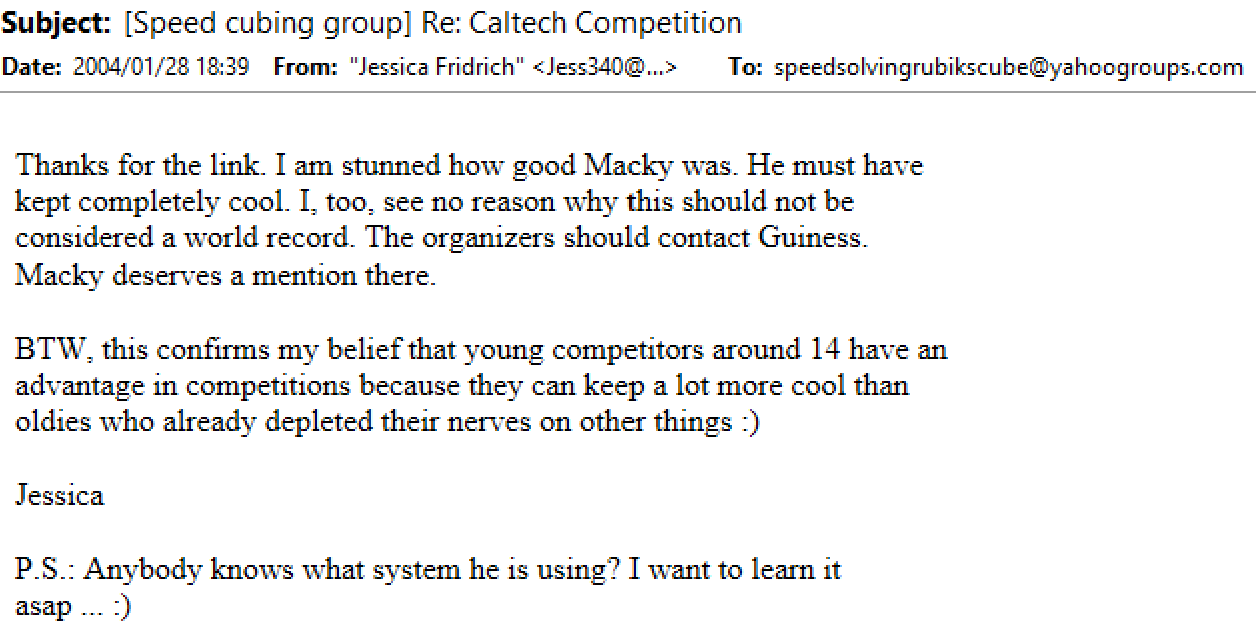 Subject: [Speed cubing group] Re: Caltech Competition
Date: 2004/01/28 18:39 From: "Jessica Fridrich" <Jess340@...> To: speedsolvingrubikscube@yahoogroups.com
Thanks for the link. I am stunned how good Macky was. He must have
kept completely cool. I, too, see no reason why this should not be
considered a world record. The organizers should contact Guiness.
Macky deserves a mention there.
BTW, this confirms my belief that young competitors around 14 have an
advantage in competitions because they can keep a lot more cool than
oldies who already depleted their nerves on other things :)
Jessica
P.S.: Anybody knows what system he is using? I want to learn it
asap ... :)